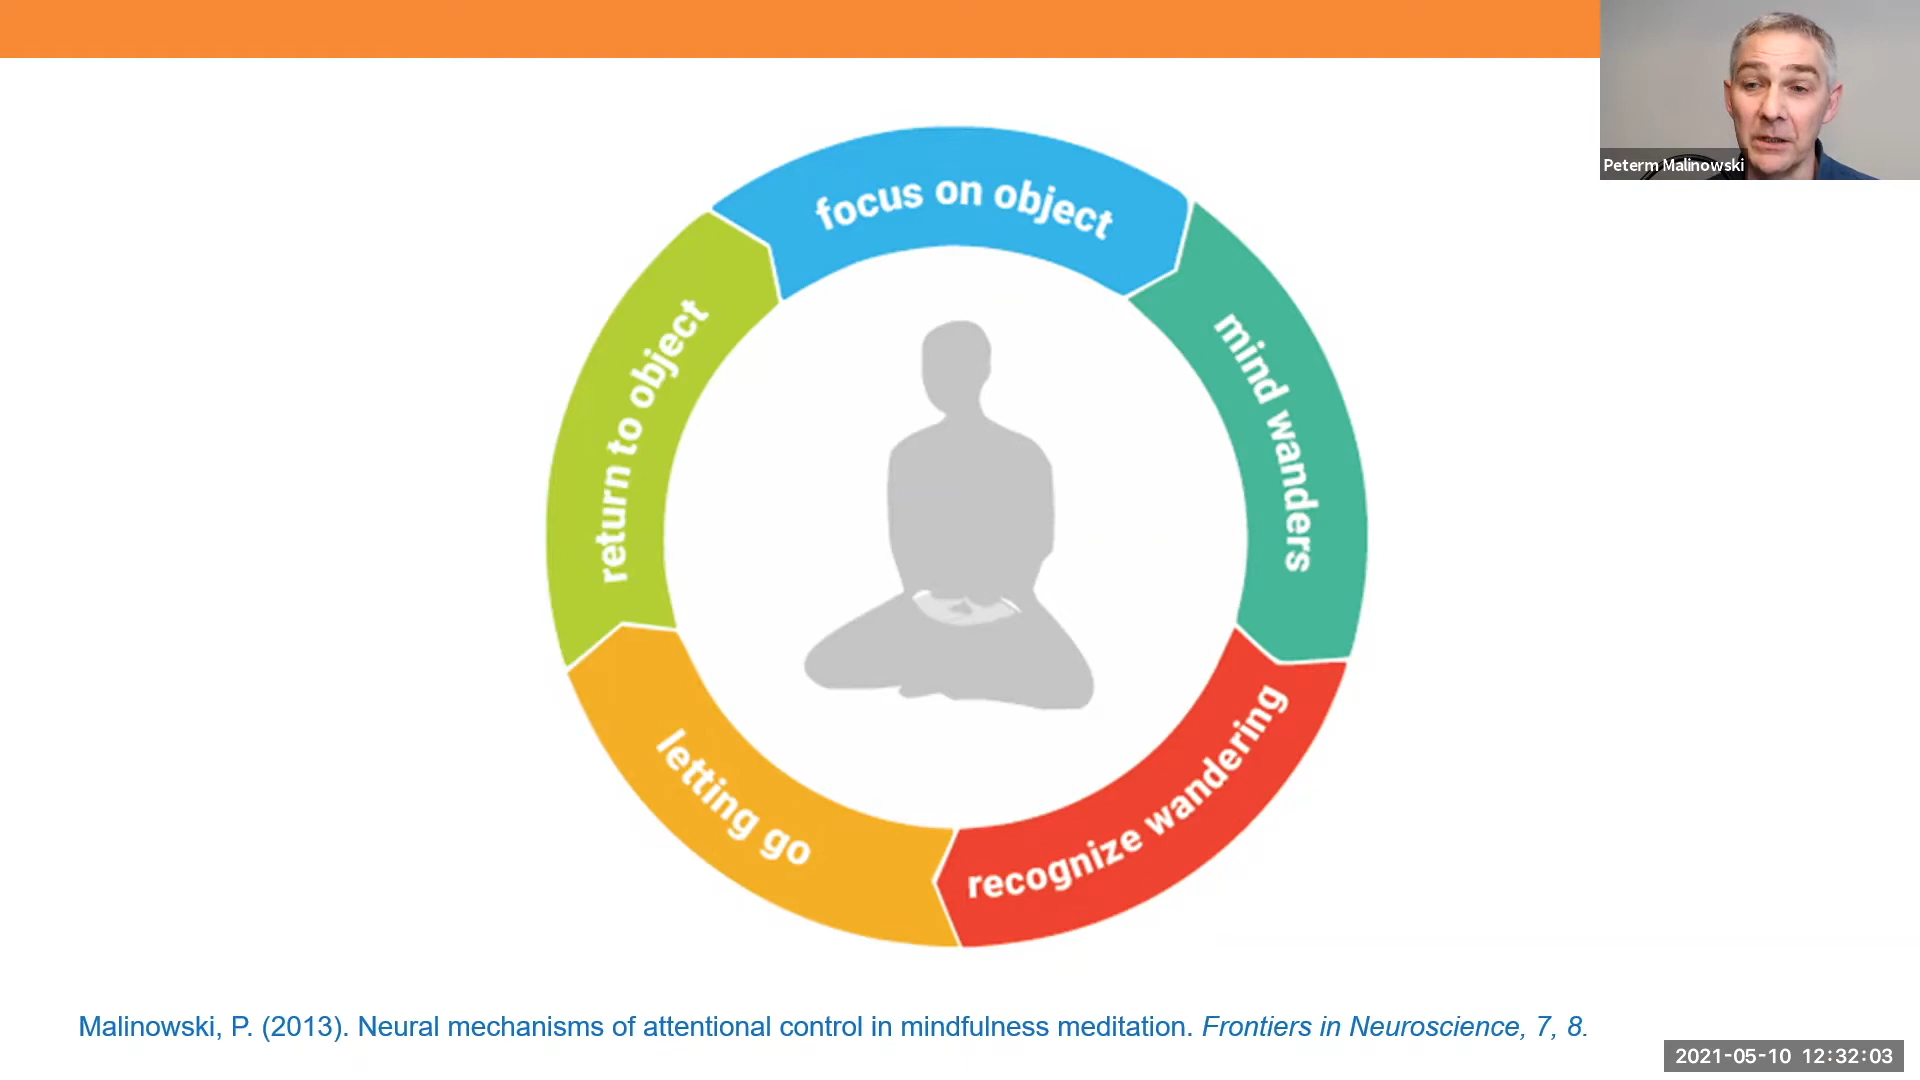 Peterm Malinowski
focus on object
mind wanders
recognize wandering
letting go
return to object
Malinowski, P. (2013). Neural mechanisms of attentional control in mindfulness meditation. Frontiers in Neuroscience, 7, 8.
2021-05-10 12:32:03